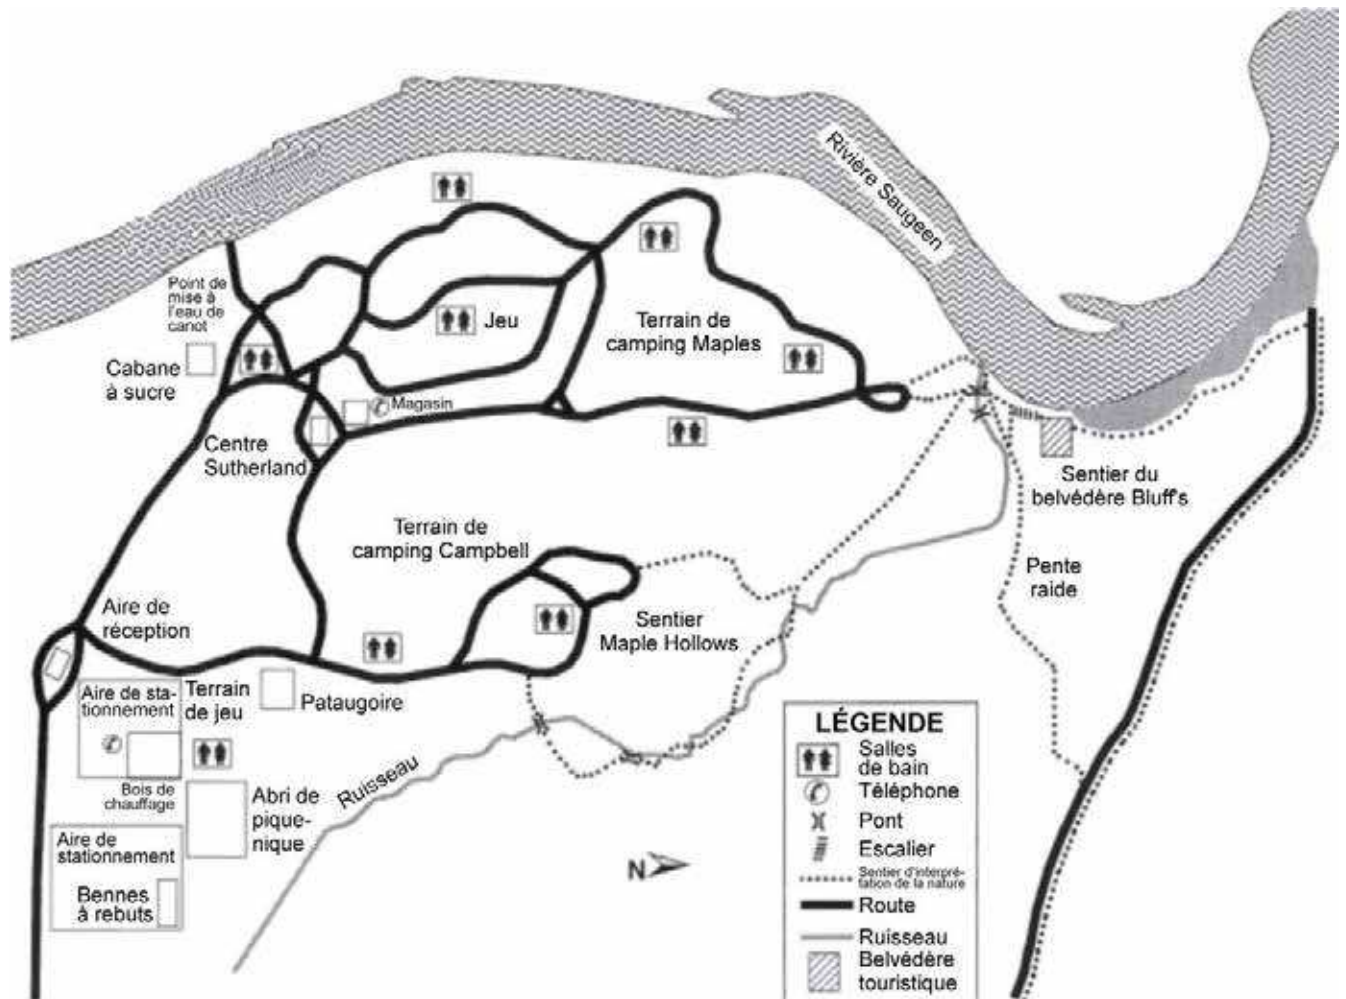 Rivière Saugeen
Point de
mise à
l'eau de
canot
Jeu
Terrain de
camping Maples
Cabane
à sucre
Magasin
Centre
Sutherland
Sentier du
belvédère Bluff's
Terrain de
camping Campbell
Pente
raide
Aire de
réception
Sentier
Maple Hollows
Aire de sta-
tionnement
Terrain
de jeu
Pataugoire
Bois de
chauffage
Ruisseau
Abri de
pique-
nique
Aire de
stationnement
Bennes
à rebuts
N
LÉGENDE
Salles
de bain
Téléphone
Pont
Escalier
Sentier d'interpré-
tation de la nature
Route
Ruisseau
Belvédère
touristique